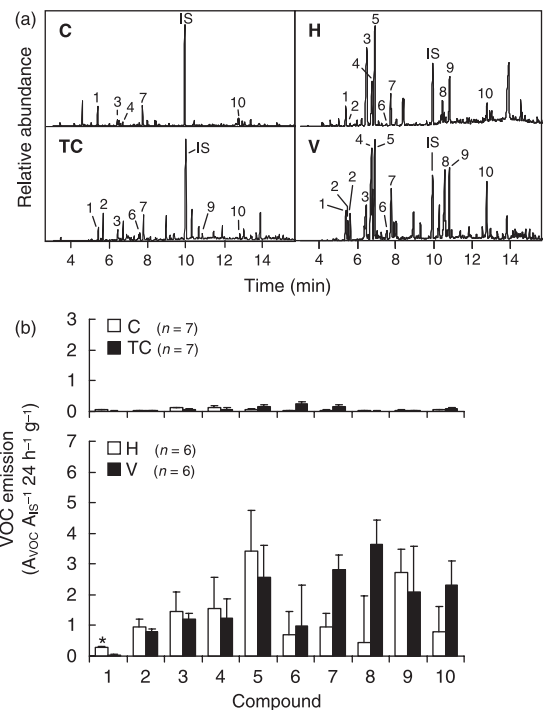 (a)
C
IS
1
3
4
7
10
H
5
3
4
1
2
6
7
IS
8
9
10
TC
IS
1
2
3
6
7
9
10
V
4
5
2
2
1
3
6
7
IS
8
9
10
Relative abundance
4 6 8 10 12 14
4 6 8 10 12 14
Time (min)
(b)
3
2
1
0
C (n = 7)
TC (n = 7)
7
6
5
4
3
2
1
0
H (n = 6)
V (n = 6)
*
VOC emission
(AVOC AIS⁻¹ 24 h⁻¹ g⁻¹)
1 2 3 4 5 6 7 8 9 10
Compound